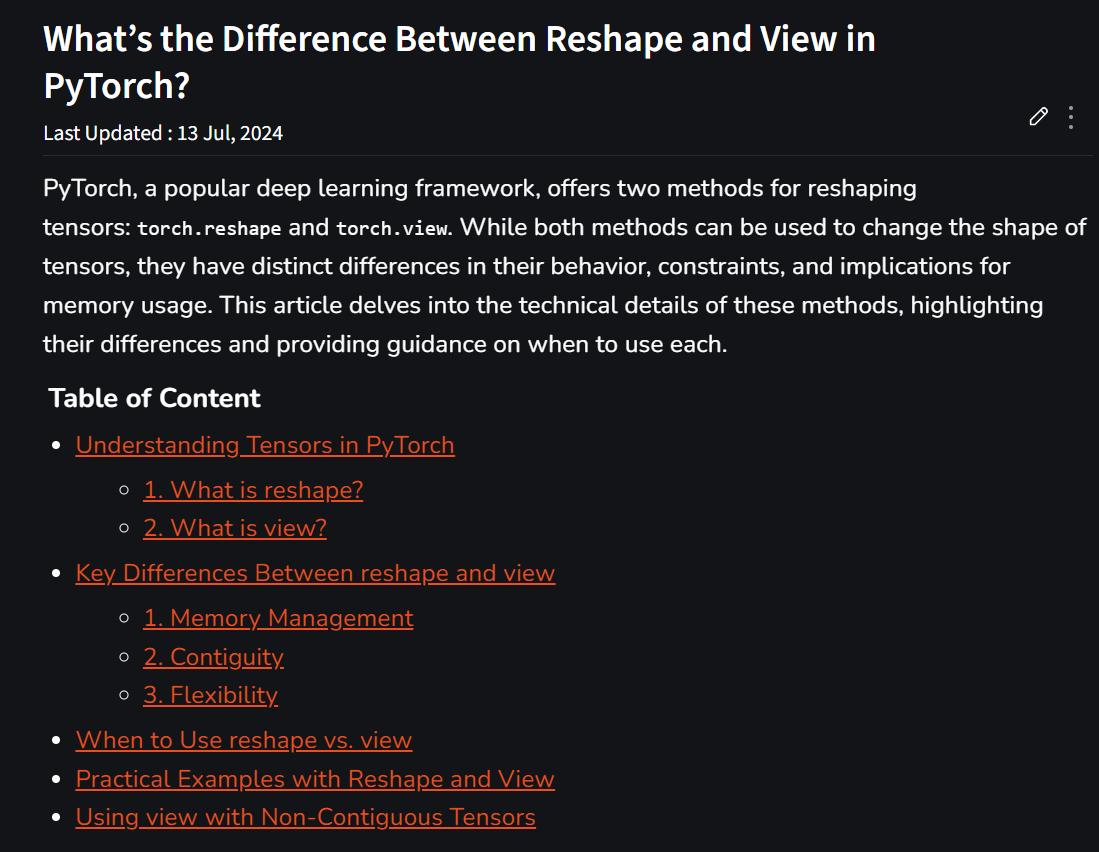 What’s the Difference Between Reshape and View in
PyTorch?
Last Updated : 13 Jul, 2024
PyTorch, a popular deep learning framework, offers two methods for reshaping
tensors: torch.reshape and torch.view. While both methods can be used to change the shape of
tensors, they have distinct differences in their behavior, constraints, and implications for
memory usage. This article delves into the technical details of these methods, highlighting
their differences and providing guidance on when to use each.
Table of Content
Understanding Tensors in PyTorch
1. What is reshape?
2. What is view?
Key Differences Between reshape and view
1. Memory Management
2. Contiguity
3. Flexibility
When to Use reshape vs. view
Practical Examples with Reshape and View
Using view with Non-Contiguous Tensors